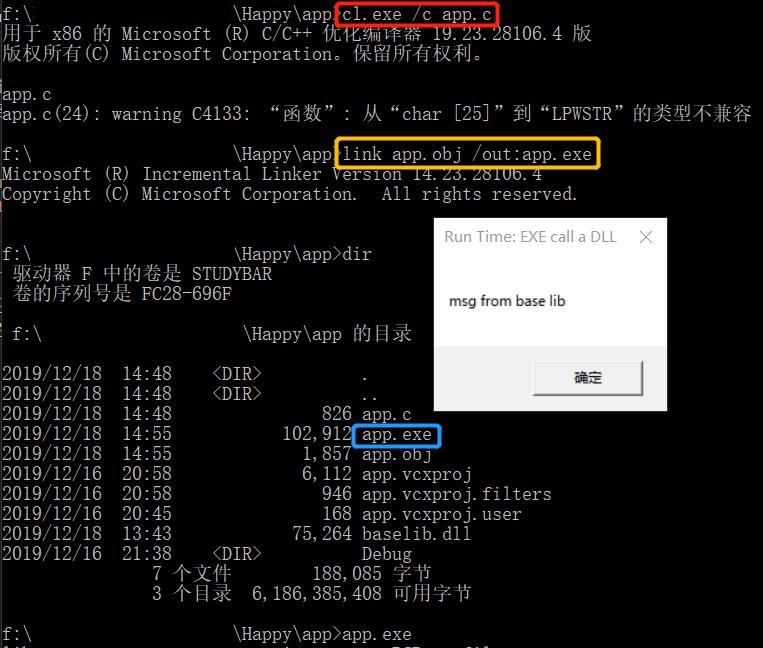 f:\ \Happy\app>cl.exe /c app.c
用于 x86 的 Microsoft (R) C/C++ 优化编译器 19.23.28106.4 版
版权所有(C) Microsoft Corporation。保留所有权利。
app.c
app.c(24): warning C4133: “函数”: 从“char [25]”到“LPWSTR”的类型不兼容
f:\ \Happy\app>link app.obj /out:app.exe
Microsoft (R) Incremental Linker Version 14.23.28106.4
Copyright (C) Microsoft Corporation.  All rights reserved.
Run Time: EXE call a DLL
msg from base lib
确定
f:\ \Happy\app>dir
驱动器 F 中的卷是 STUDYBAR
卷的序列号是 FC28-696F
f:\ \Happy\app 的目录
2019/12/18  14:48    <DIR>          .
2019/12/18  14:48    <DIR>          ..
2019/12/18  14:48               826 app.c
2019/12/18  14:55           102,912 app.exe
2019/12/18  14:55             1,857 app.obj
2019/12/16  20:58             6,112 app.vcxproj
2019/12/16  20:58               946 app.vcxproj.filters
2019/12/16  20:45               168 app.vcxproj.user
2019/12/18  13:43            75,264 baselib.dll
2019/12/16  21:38    <DIR>          Debug
7 个文件        188,085 字节
3 个目录  6,186,385,408 可用字节
f:\ \Happy\app>app.exe